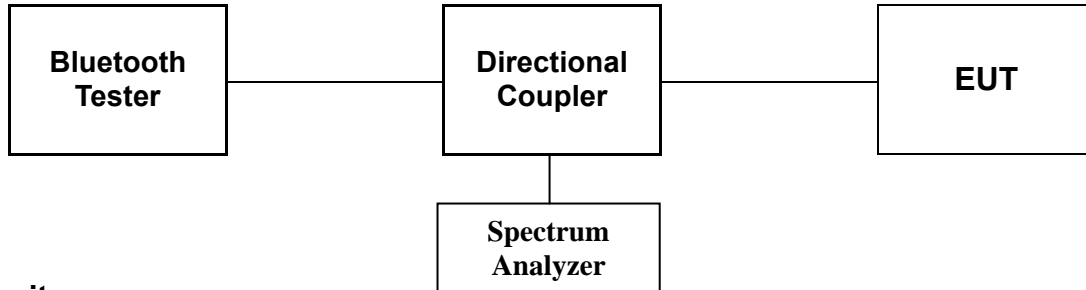 Bluetooth
Tester
Directional
Coupler
EUT
Spectrum
Analyzer